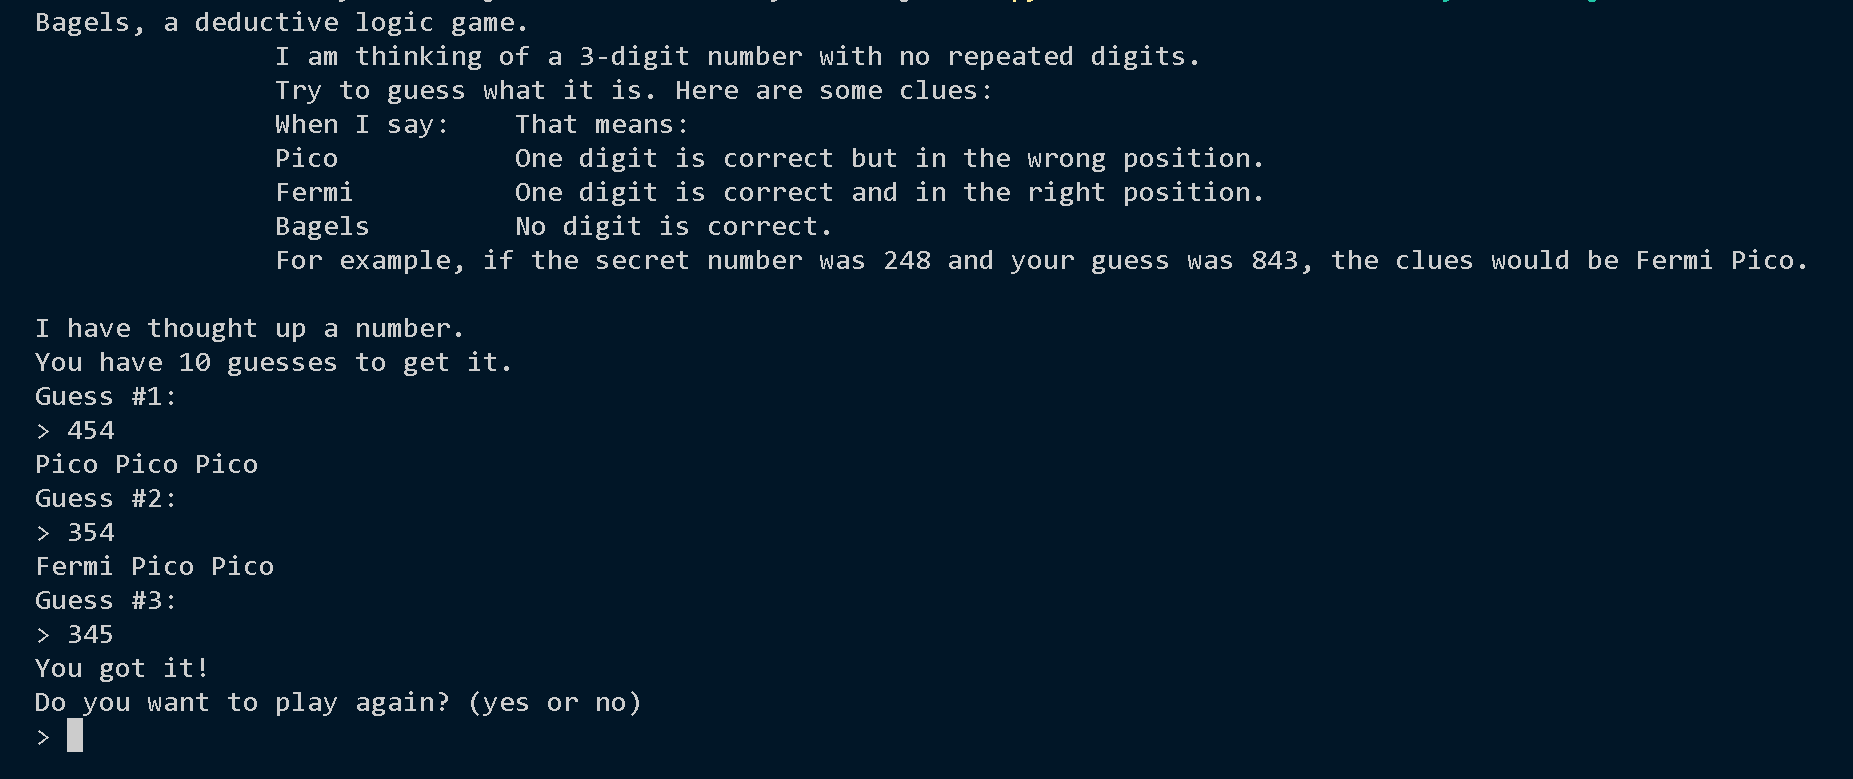 Bagels, a deductive logic game.
I am thinking of a 3-digit number with no repeated digits.
Try to guess what it is. Here are some clues:
When I say:    That means:
Pico           One digit is correct but in the wrong position.
Fermi          One digit is correct and in the right position.
Bagels         No digit is correct.
For example, if the secret number was 248 and your guess was 843, the clues would be Fermi Pico.
I have thought up a number.
You have 10 guesses to get it.
Guess #1:
> 454
Pico Pico Pico
Guess #2:
> 354
Fermi Pico Pico
Guess #3:
> 345
You got it!
Do you want to play again? (yes or no)
>